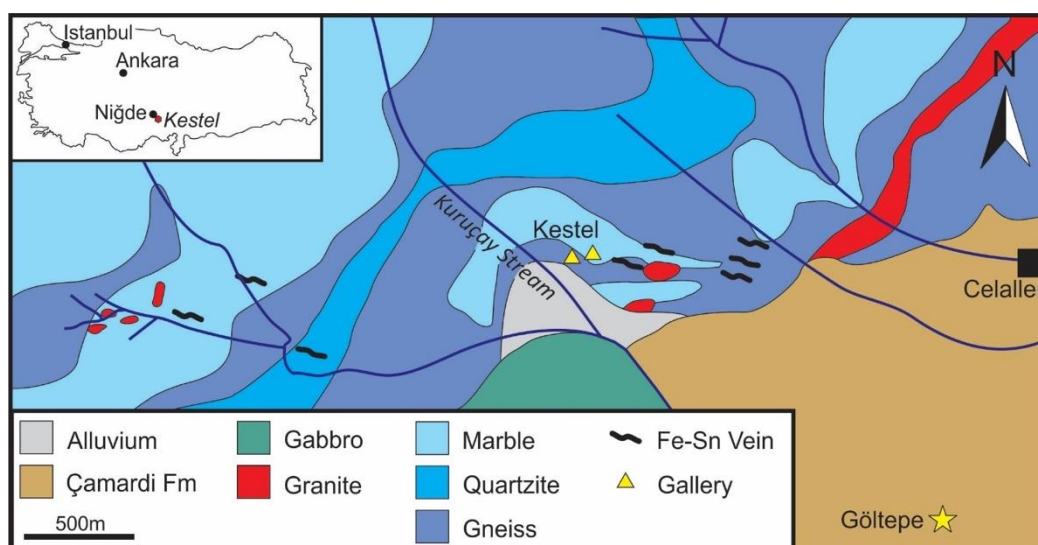 Istanbul
Ankara
Niğde
Kestel
N
Kestel
Kuruçay Stream
Celalle
Alluvium
Gabbro
Marble
Fe-Sn Vein
Çamardi Fm
Granite
Quartzite
Gallery
Gneiss
500m
Göltepe